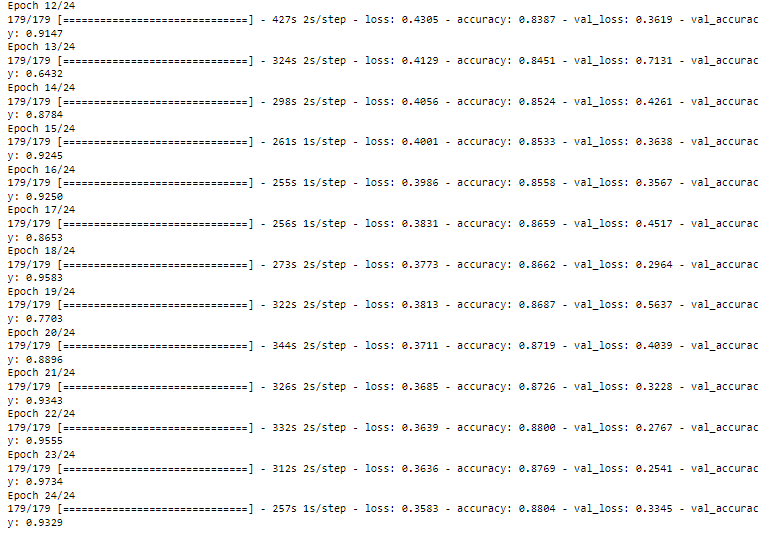 Epoch 12/24
179/179 [==============================] - 427s 2s/step - loss: 0.4305 - accuracy: 0.8387 - val_loss: 0.3619 - val_accurac
y: 0.9147
Epoch 13/24
179/179 [==============================] - 324s 2s/step - loss: 0.4129 - accuracy: 0.8451 - val_loss: 0.7131 - val_accurac
y: 0.6432
Epoch 14/24
179/179 [==============================] - 298s 2s/step - loss: 0.4056 - accuracy: 0.8524 - val_loss: 0.4261 - val_accurac
y: 0.8784
Epoch 15/24
179/179 [==============================] - 261s 1s/step - loss: 0.4001 - accuracy: 0.8533 - val_loss: 0.3638 - val_accurac
y: 0.9245
Epoch 16/24
179/179 [==============================] - 255s 1s/step - loss: 0.3986 - accuracy: 0.8558 - val_loss: 0.3567 - val_accurac
y: 0.9250
Epoch 17/24
179/179 [==============================] - 256s 1s/step - loss: 0.3831 - accuracy: 0.8659 - val_loss: 0.4517 - val_accurac
y: 0.8653
Epoch 18/24
179/179 [==============================] - 273s 2s/step - loss: 0.3773 - accuracy: 0.8662 - val_loss: 0.2964 - val_accurac
y: 0.9583
Epoch 19/24
179/179 [==============================] - 322s 2s/step - loss: 0.3813 - accuracy: 0.8687 - val_loss: 0.5637 - val_accurac
y: 0.7703
Epoch 20/24
179/179 [==============================] - 344s 2s/step - loss: 0.3711 - accuracy: 0.8719 - val_loss: 0.4039 - val_accurac
y: 0.8896
Epoch 21/24
179/179 [==============================] - 326s 2s/step - loss: 0.3685 - accuracy: 0.8726 - val_loss: 0.3228 - val_accurac
y: 0.9343
Epoch 22/24
179/179 [==============================] - 332s 2s/step - loss: 0.3639 - accuracy: 0.8800 - val_loss: 0.2767 - val_accurac
y: 0.9555
Epoch 23/24
179/179 [==============================] - 312s 2s/step - loss: 0.3636 - accuracy: 0.8769 - val_loss: 0.2541 - val_accurac
y: 0.9734
Epoch 24/24
179/179 [==============================] - 257s 1s/step - loss: 0.3583 - accuracy: 0.8804 - val_loss: 0.3345 - val_accurac
y: 0.9329